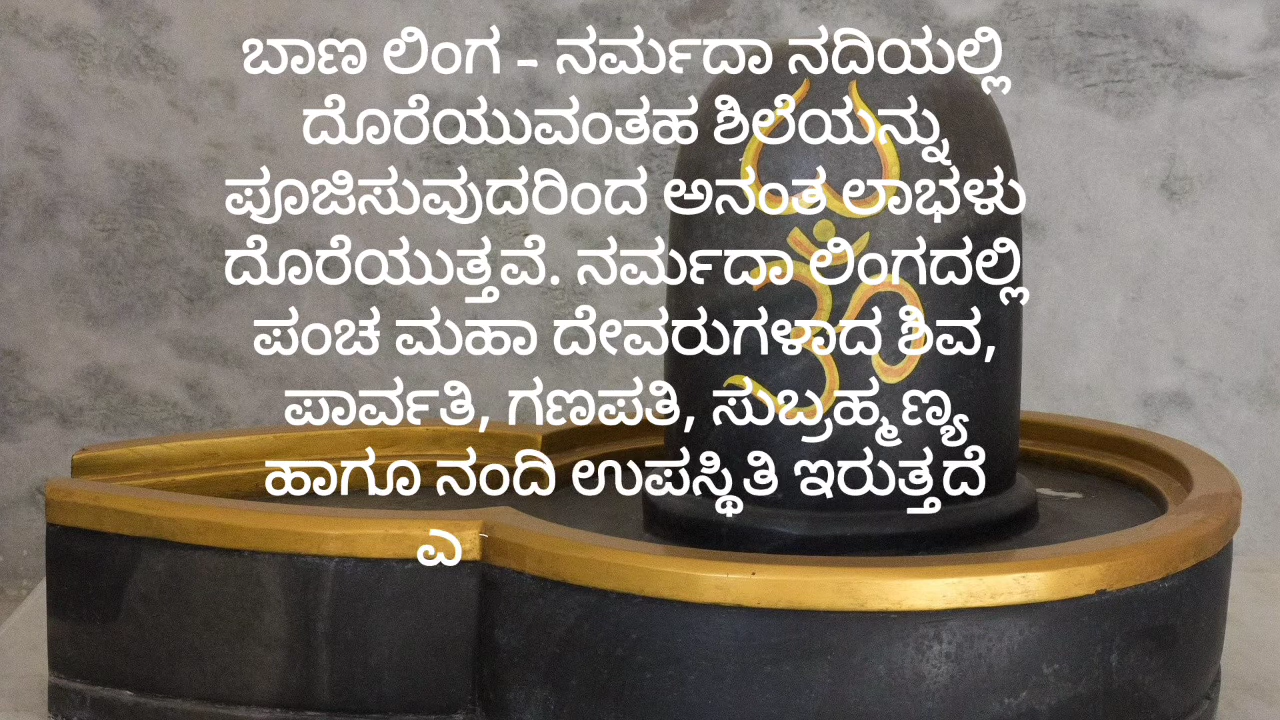 ಬಾಣ ಲಿಂಗ - ನರ್ಮದಾ ನದಿಯಲ್ಲಿ
ದೊರೆಯುವಂತಹ ಶಿಲೆಯನ್ನು
ಪೂಜಿಸುವುದರಿಂದ ಅನಂತ ಲಾಭಳು
ದೊರೆಯುತ್ತವೆ. ನರ್ಮದಾ ಲಿಂಗದಲ್ಲಿ
ಪಂಚ ಮಹಾ ದೇವರುಗಳಾದ ಶಿವ,
ಪಾರ್ವತಿ, ಗಣಪತಿ, ಸುಬ್ರಹ್ಮಣ್ಯ
ಹಾಗೂ ನಂದಿ ಉಪಸ್ಥಿತಿ ಇರುತ್ತದೆ
ಎ
ॐ